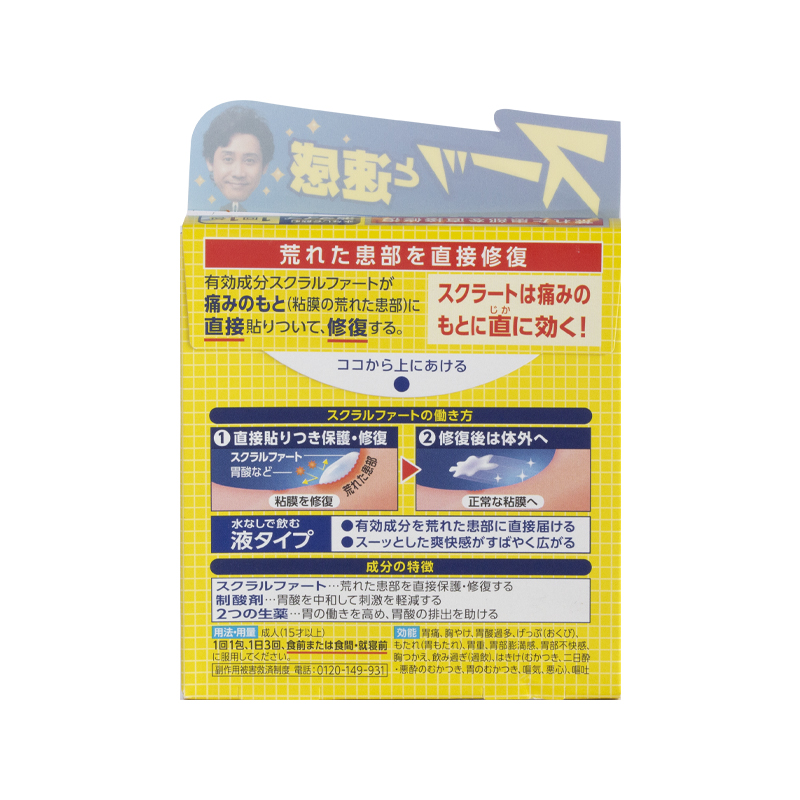 スーッと速感
荒れた患部を直接修復
有効成分スクラルファートが
痛みのもと(粘膜の荒れた患部)に
直接貼りついて、修復する。
スクラートは痛みの
じか
もとに直に効く!
ココから上にあける
スクラルファートの働き方
①直接貼りつき保護・修復
スクラルファート
胃酸など
荒れた患部
粘膜を修復
②修復後は体外へ
正常な粘膜へ
水なしで飲む
液タイプ
●有効成分を荒れた患部に直接届ける
●スーッとした爽快感がすばやく広がる
成分の特徴
スクラルファート…荒れた患部を直接保護・修復する
制酸剤…胃酸を中和して刺激を軽減する
2つの生薬…胃の働きを高め、胃酸の排出を助ける
用法・用量 成人(15才以上)
1回1包、1日3回、食前または食間・就寝前
に服用してください。
副作用被害救済制度 電話:0120-149-931
効能 胃痛、胸やけ、胃酸過多、げっぷ(おくび)、
もたれ(胃もたれ)、胃重、胃部膨満感、胃部不快感、
胸つかえ、飲み過ぎ(過飲)、はきけ(むかつき、二日酔
・悪酔のむかつき、胃のむかつき、嘔気、悪心)、嘔吐